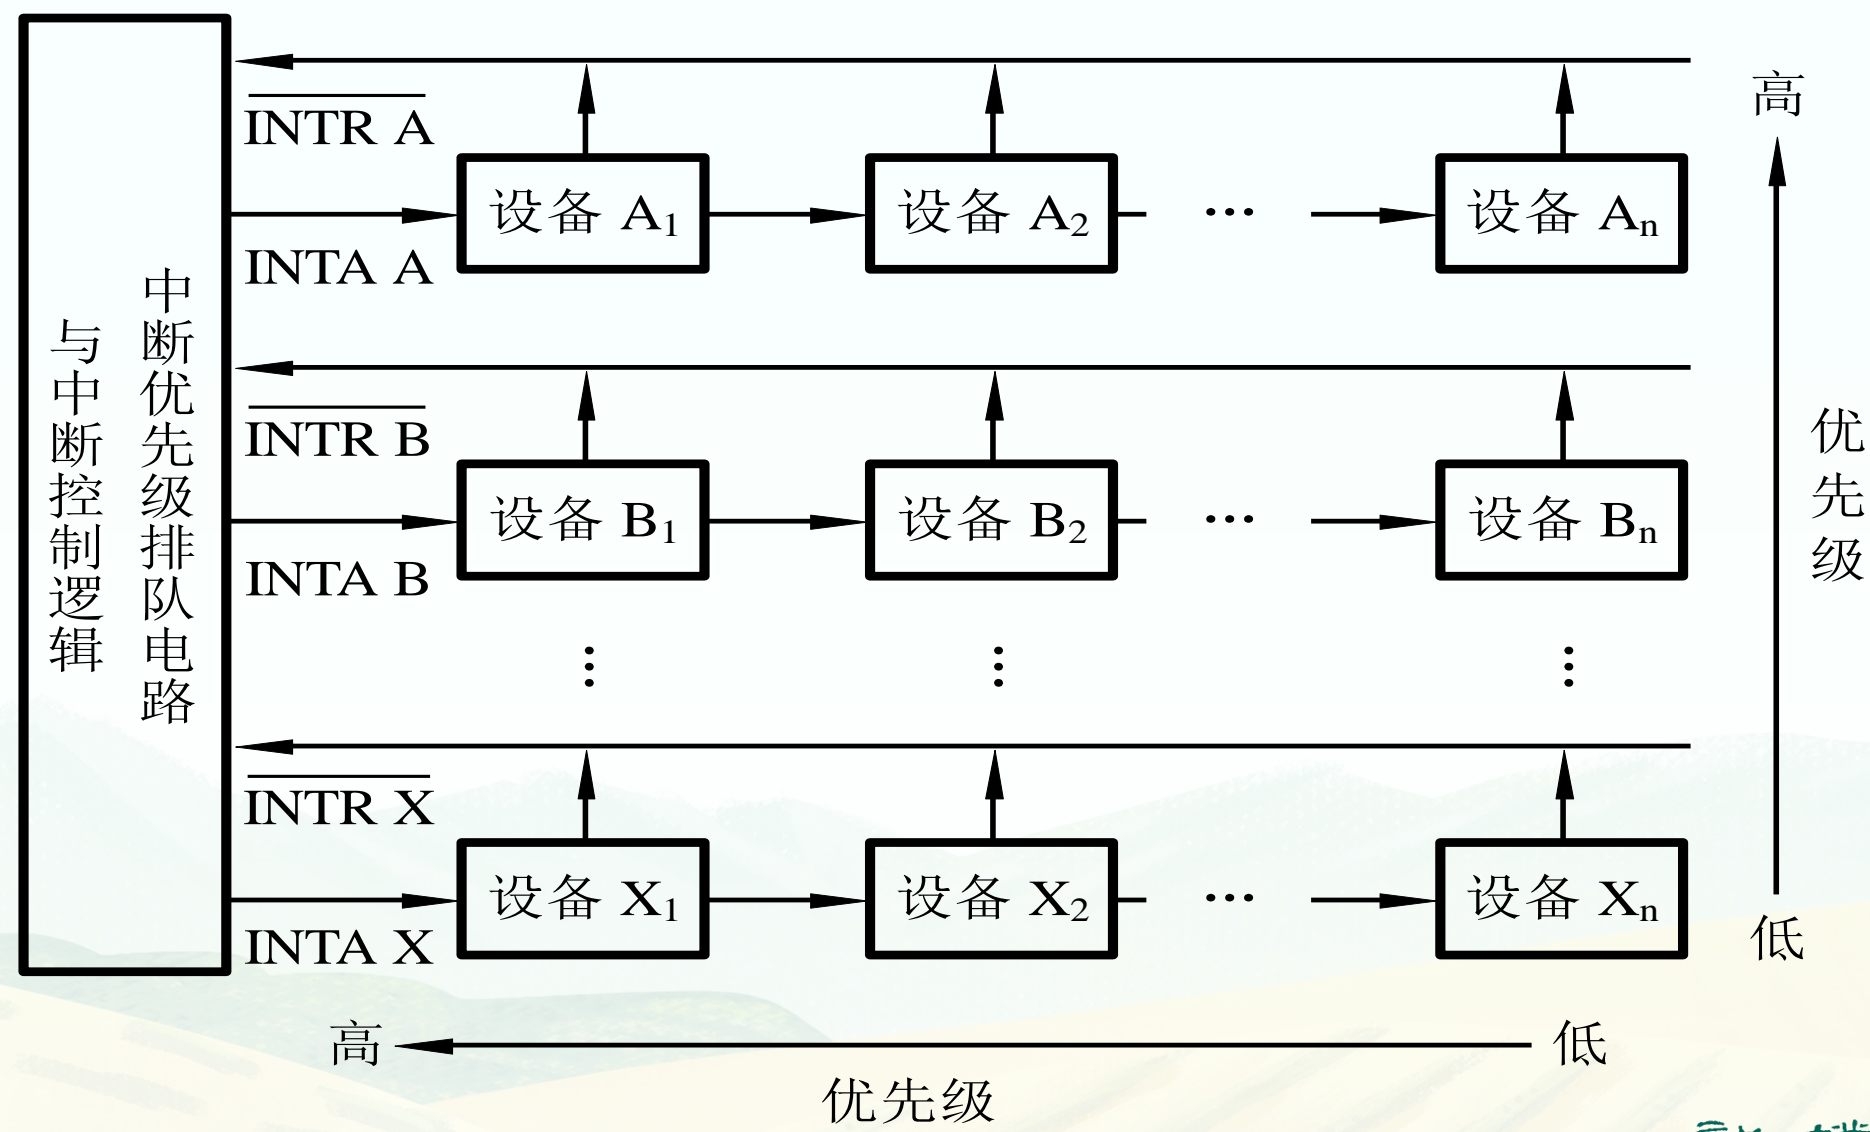 中断优先级排队电路
与中断控制逻辑
INTR A
INTA A
设备 A₁
设备 A₂
…
设备 Aₙ
INTR B
INTA B
设备 B₁
设备 B₂
…
设备 Bₙ
⋮ ⋮ ⋮
INTR X
INTA X
设备 X₁
设备 X₂
…
设备 Xₙ
高
优先级
低
高
低
优先级